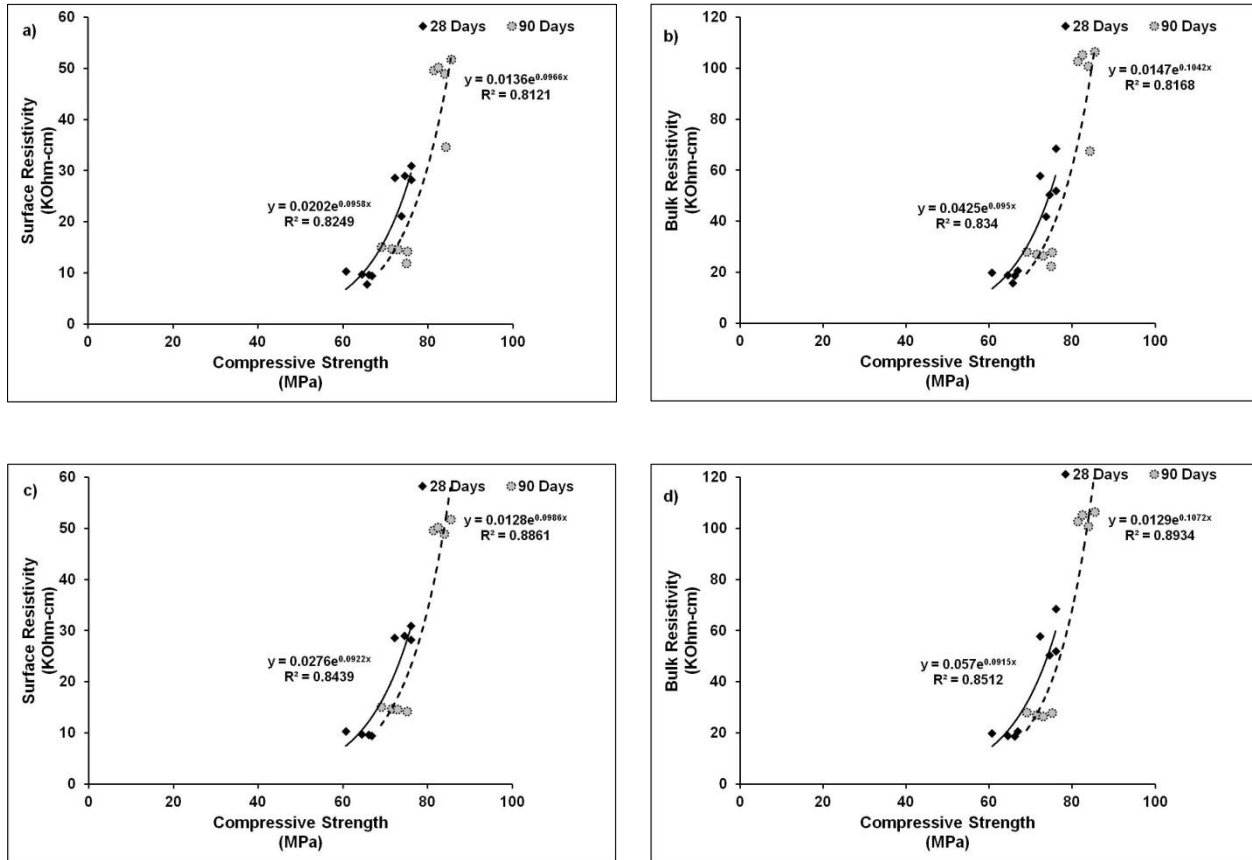 a)
28 Days
90 Days
60
50
40
30
20
10
0
Surface Resistivity
(KOhm-cm)
y = 0.0136e^0.0966x
R² = 0.8121
y = 0.0202e^0.0958x
R² = 0.8249
0 20 40 60 80 100
Compressive Strength
(MPa)
b)
28 Days
90 Days
120
100
80
60
40
20
0
Bulk Resistivity
(KOhm-cm)
y = 0.0147e^0.1042x
R² = 0.8168
y = 0.0425e^0.095x
R² = 0.834
0 20 40 60 80 100
Compressive Strength
(MPa)
c)
28 Days
90 Days
60
50
40
30
20
10
0
Surface Resistivity
(KOhm-cm)
y = 0.0128e^0.0986x
R² = 0.8861
y = 0.0276e^0.0922x
R² = 0.8439
0 20 40 60 80 100
Compressive Strength
(MPa)
d)
28 Days
90 Days
120
100
80
60
40
20
0
Bulk Resistivity
(KOhm-cm)
y = 0.0129e^0.1072x
R² = 0.8934
y = 0.057e^0.0915x
R² = 0.8512
0 20 40 60 80 100
Compressive Strength
(MPa)